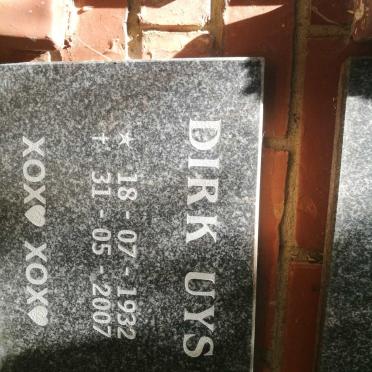 DIRK UYS
★ 18 - 07 - 1932
✝ 31 - 05 - 2007
XOX♥ XOX♥